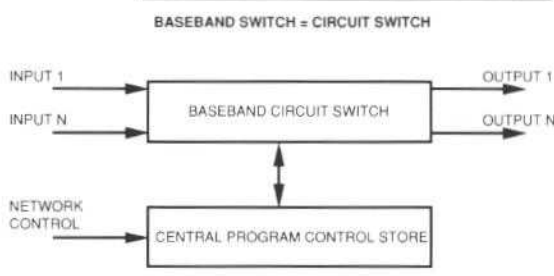 BASEBAND SWITCH = CIRCUIT SWITCH
INPUT 1
OUTPUT 1
BASEBAND CIRCUIT SWITCH
INPUT N
OUTPUT N
NETWORK
CONTROL
CENTRAL PROGRAM CONTROL STORE